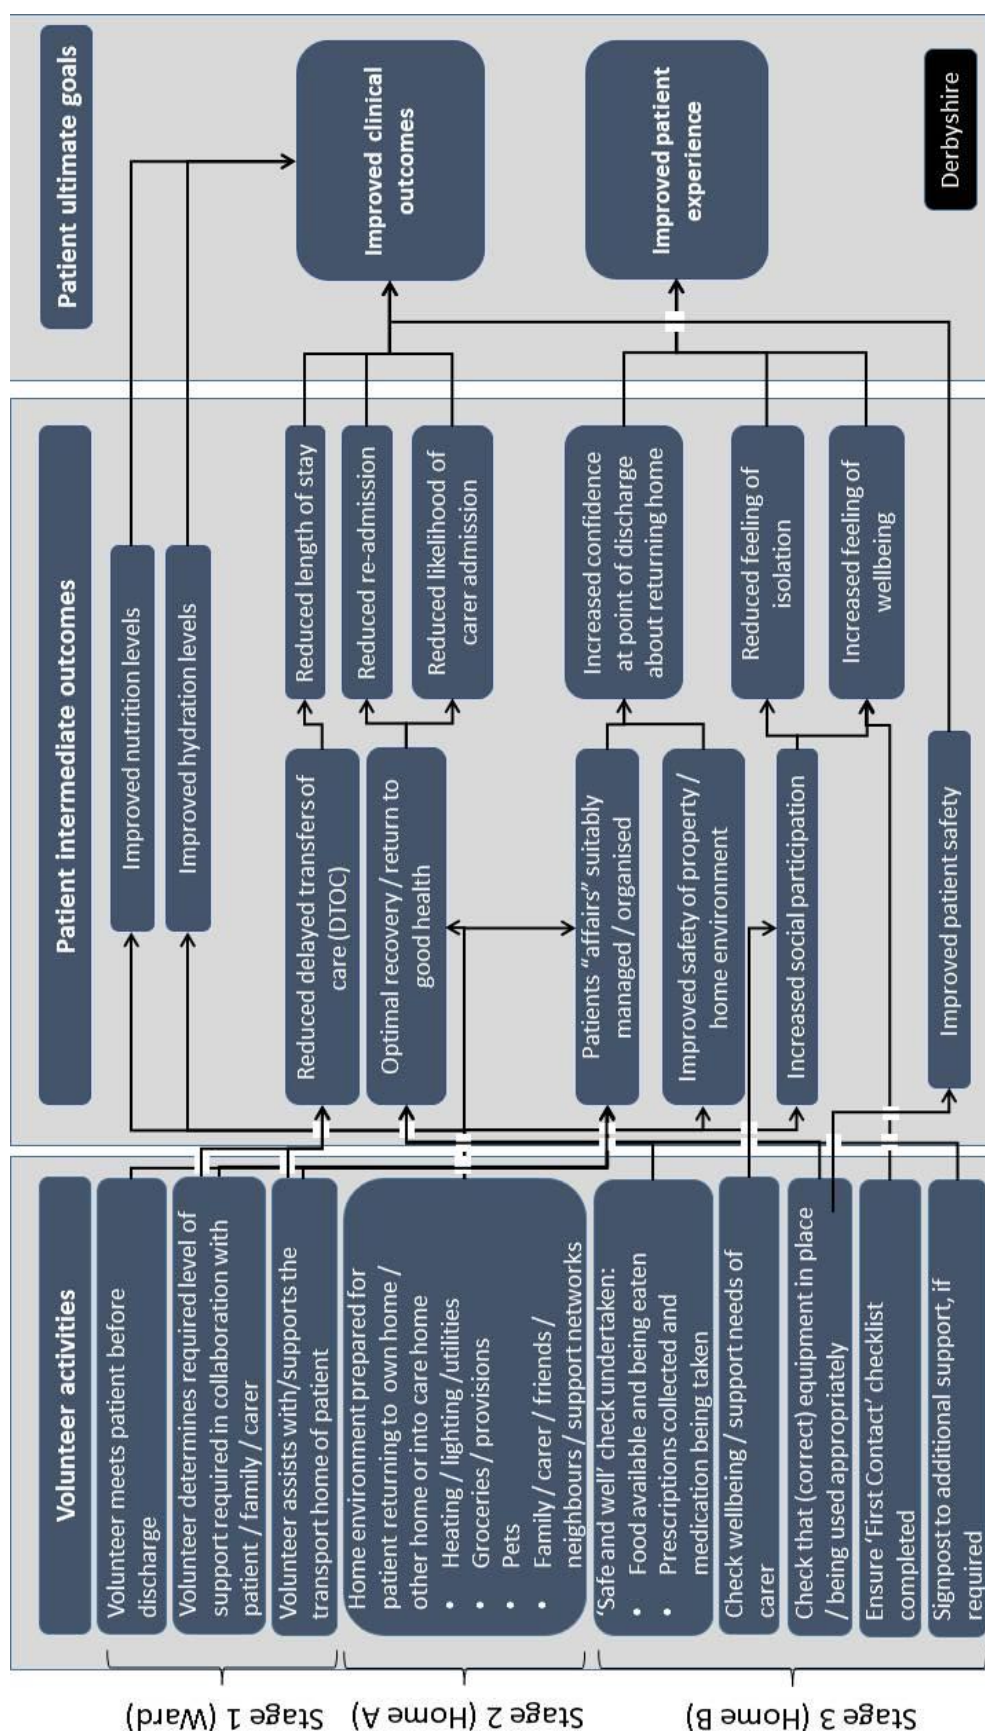 Volunteer activities
Volunteer meets patient before
discharge
Volunteer determines required level of
support required in collaboration with
patient / family / carer
Volunteer assists with/supports the
transport home of patient
Home environment prepared for
patient returning to own home /
other home or into care home
• Heating / lighting /utilities
• Groceries / provisions
• Pets
• Family / carer / friends /
neighbours / support networks
'Safe and well' check undertaken:
• Food available and being eaten
• Prescriptions collected and
medication being taken
Check wellbeing / support needs of
carer
Check that (correct) equipment in place
/ being used appropriately
Ensure 'First Contact' checklist
completed
Signpost to additional support, if
required
Stage 1 (Ward)
Stage 2 (Home A)
Stage 3 (Home B)
Patient intermediate outcomes
Improved nutrition levels
Improved hydration levels
Reduced delayed transfers of
care (DTOC)
Optimal recovery / return to
good health
Patients "affairs" suitably
managed / organised
Improved safety of property /
home environment
Increased social participation
Improved patient safety
Reduced length of stay
Reduced re-admission
Reduced likelihood of
carer admission
Increased confidence
at point of discharge
about returning home
Reduced feeling of
isolation
Increased feeling of
wellbeing
Patient ultimate goals
Improved clinical
outcomes
Improved patient
experience
Derbyshire